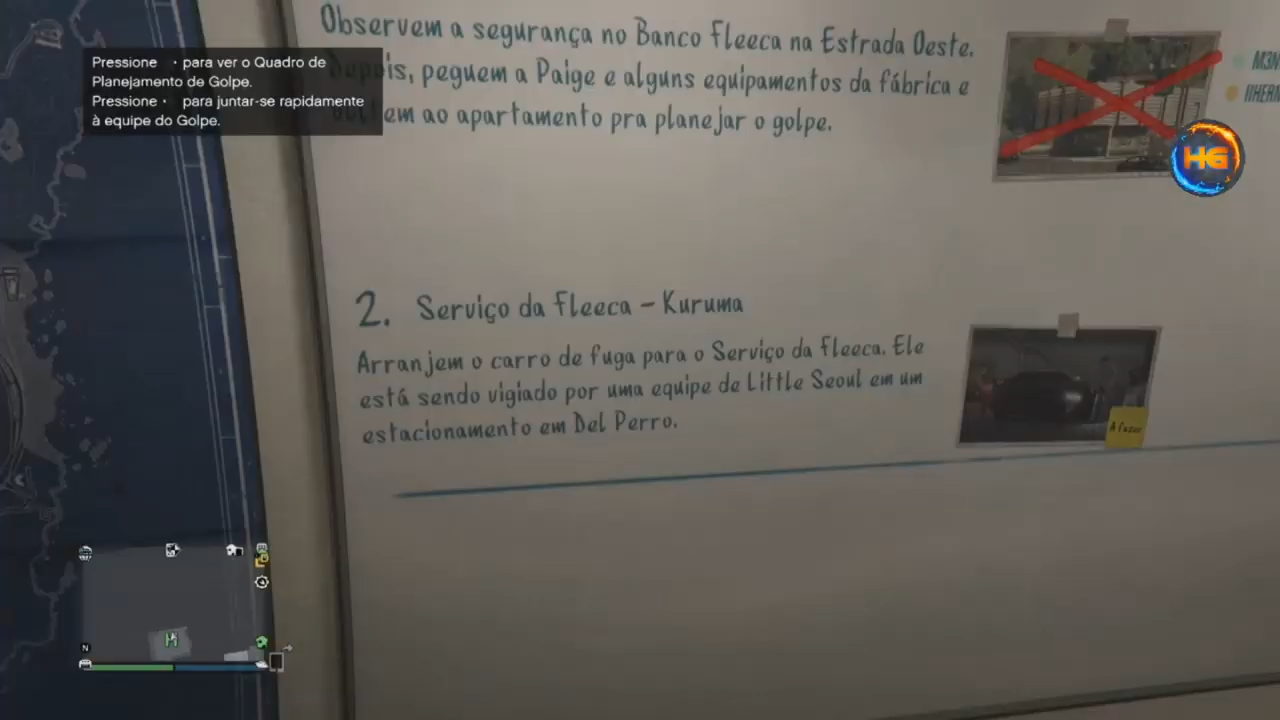 Observem a segurança no Banco Fleeca na Estrada Oeste.
is, peguem a Paige e alguns equipamentos da fábrica e
em ao apartamento pra planejar o golpe.
Pressione · para ver o Quadro de
Planejamento de Golpe.
Pressione · para juntar-se rapidamente
à equipe do Golpe.
M3N
HG
2. Serviço da Fleeca - Kuruma
Arranjem o carro de fuga para o Serviço da Fleeca. Ele
está sendo vigiado por uma equipe de Little Seoul em um
estacionamento em Del Perro.
A fazer
N
H